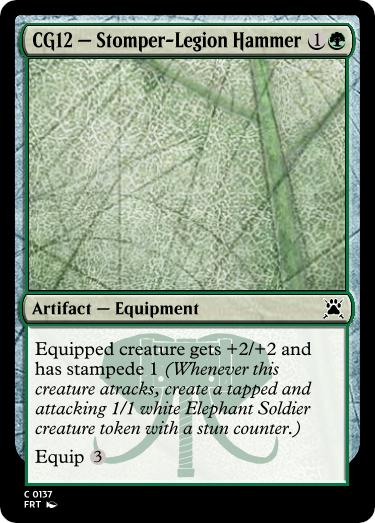 CG12 — Stomper-Legion Hammer 1
Artifact — Equipment
Equipped creature gets +2/+2 and
has stampede 1 (Whenever this
creature atracks, create a tapped and
attacking 1/1 white Elephant Soldier
creature token with a stun counter.)
Equip 3
C 0137
FRT